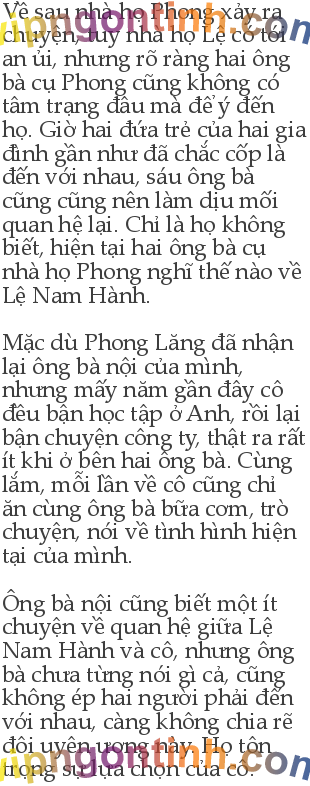 Về sau nhà họ Phong xảy ra
chuyện, tuy nhà họ Lệ có tới
an ủi, nhưng rõ ràng hai ông
bà cụ Phong cũng không có
tâm trạng đâu mà để ý đến
họ. Giờ hai đứa trẻ của hai gia
đình gần như đã chắc cốp là
đến với nhau, sáu ông bà
cũng cũng nên làm dịu mối
quan hệ lại. Chỉ là họ không
biết, hiện tại hai ông bà cụ
nhà họ Phong nghĩ thế nào về
Lệ Nam Hành.
Mặc dù Phong Lăng đã nhận
lại ông bà nội của mình,
nhưng mấy năm gần đây cô
đều bận học tập ở Anh, rồi lại
bận chuyện công ty, thật ra rất
ít khi ở bên hai ông bà. Cùng
lắm, mỗi lần về cô cũng chỉ
ăn cùng ông bà bữa cơm, trò
chuyện, nói về tình hình hiện
tại của mình.
Ông bà nội cũng biết một ít
chuyện về quan hệ giữa Lệ
Nam Hành và cô, nhưng ông
bà chưa từng nói gì cả, cũng
không ép hai người phải đến
với nhau, càng không chia rẽ
đôi uyên ương này. Họ tôn
trọng sự lựa chọn của cô.
vipngontinh.com
vipngontinh.com